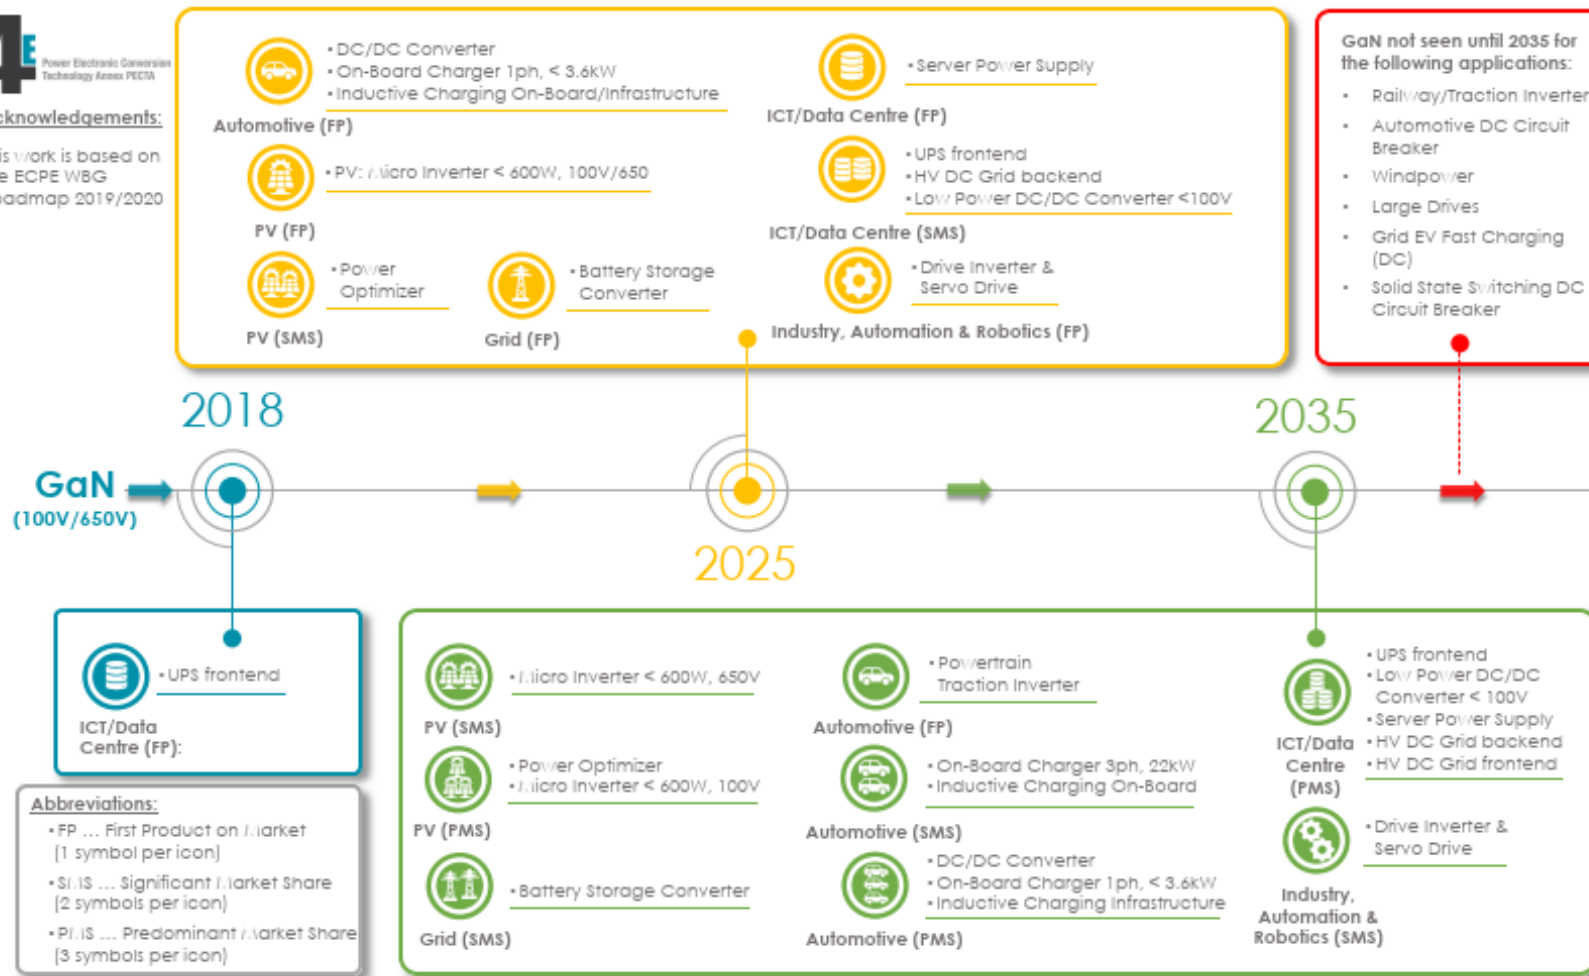 4E
Power Electronic Conversion
Technology Annex PECTA
cknowledgements:
is work is based on
e ECPE WBG
oadmap 2019/2020
• DC/DC Converter
• On-Board Charger 1ph, < 3.6kW
• Inductive Charging On-Board/Infrastructure
Automotive (FP)
• PV: Micro Inverter < 600W, 100V/650
PV (FP)
• Power
Optimizer
PV (SMS)
• Battery Storage
Converter
Grid (FP)
• Server Power Supply
ICT/Data Centre (FP)
• UPS frontend
• HV DC Grid backend
• Low Power DC/DC Converter <100V
ICT/Data Centre (SMS)
• Drive Inverter &
Servo Drive
Industry, Automation & Robotics (FP)
GaN not seen until 2035 for
the following applications:
• Railway/Traction Inverter
• Automotive DC Circuit
Breaker
• Windpower
• Large Drives
• Grid EV Fast Charging
(DC)
• Solid State Switching DC
Circuit Breaker
2018
2035
GaN
(100V/650V)
2025
• UPS frontend
ICT/Data
Centre (FP):
Abbreviations:
• FP ... First Product on Market
(1 symbol per icon)
• SMS ... Significant Market Share
(2 symbols per icon)
• PMS ... Predominant Market Share
(3 symbols per icon)
• Micro Inverter < 600W, 650V
PV (SMS)
• Power Optimizer
• Micro Inverter < 600W, 100V
PV (PMS)
• Battery Storage Converter
Grid (SMS)
• Powertrain
Traction Inverter
Automotive (FP)
• On-Board Charger 3ph, 22kW
• Inductive Charging On-Board
Automotive (SMS)
• DC/DC Converter
• On-Board Charger 1ph, < 3.6kW
• Inductive Charging Infrastructure
Automotive (PMS)
• UPS frontend
• Low Power DC/DC
Converter < 100V
• Server Power Supply
• HV DC Grid backend
• HV DC Grid frontend
ICT/Data
Centre
(PMS)
• Drive Inverter &
Servo Drive
Industry,
Automation &
Robotics (SMS)